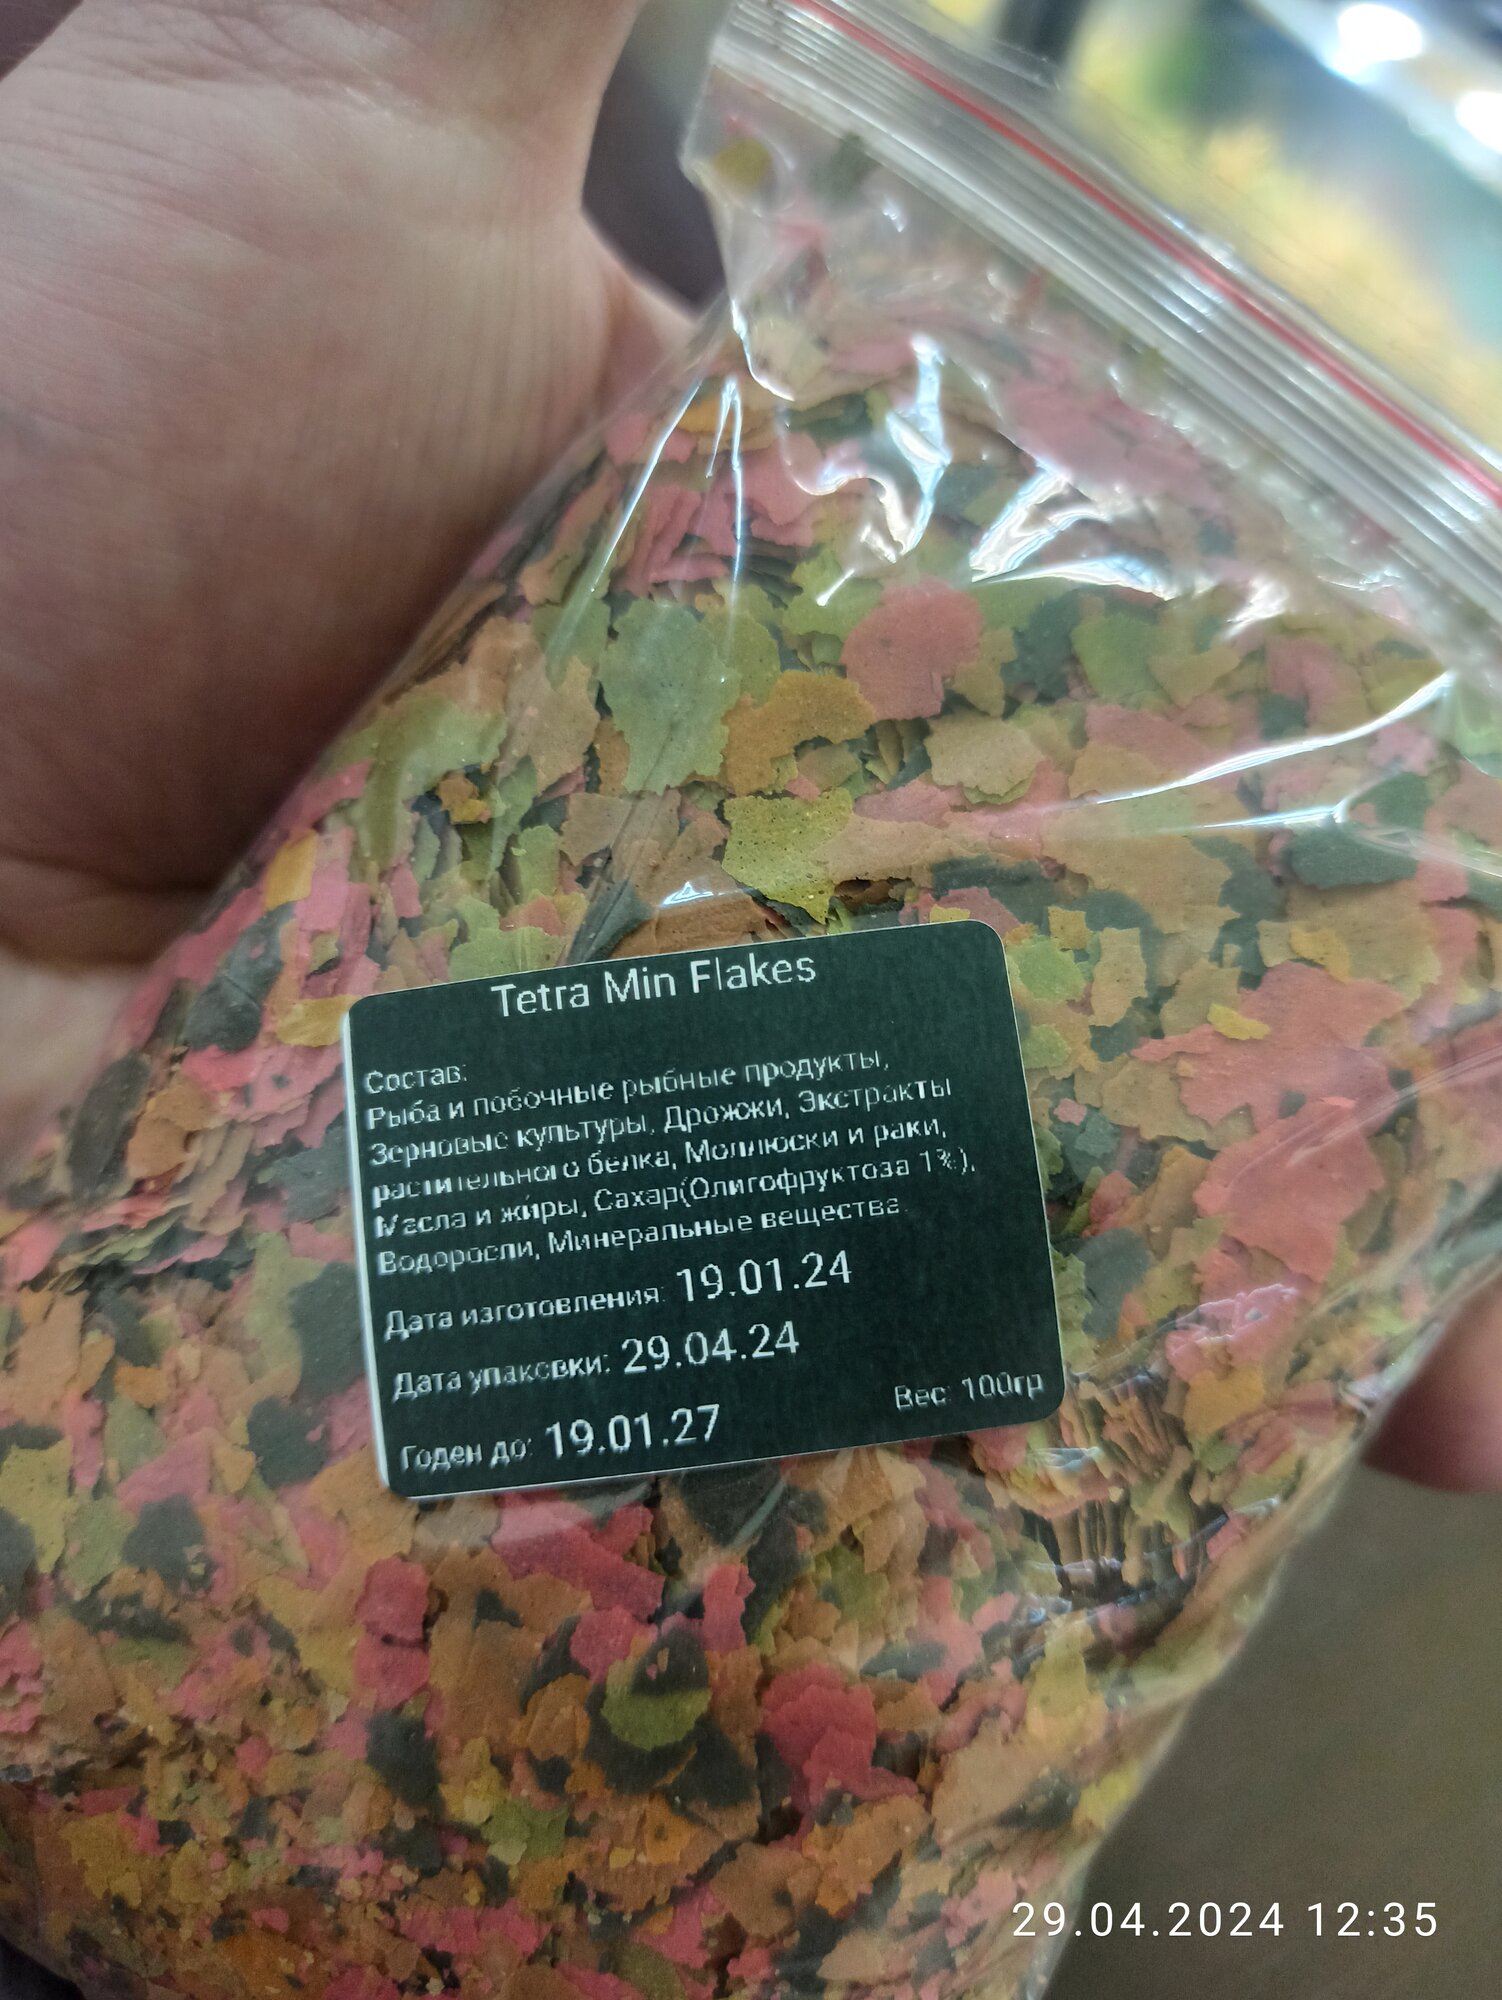 Tetra Min Flakes
Состав:
Рыба и побочные рыбные продукты,
Зерновые культуры, Дрожжи, Экстракты
растительного белка, Моллюски и раки,
Масла и жиры, Сахар(Олигофруктоза 1%),
Водоросли, Минеральные вещества.
Дата изготовления: 19.01.24
Дата упаковки: 29.04.24
Годен до: 19.01.27
Вес: 100гр
29.04.2024 12:35